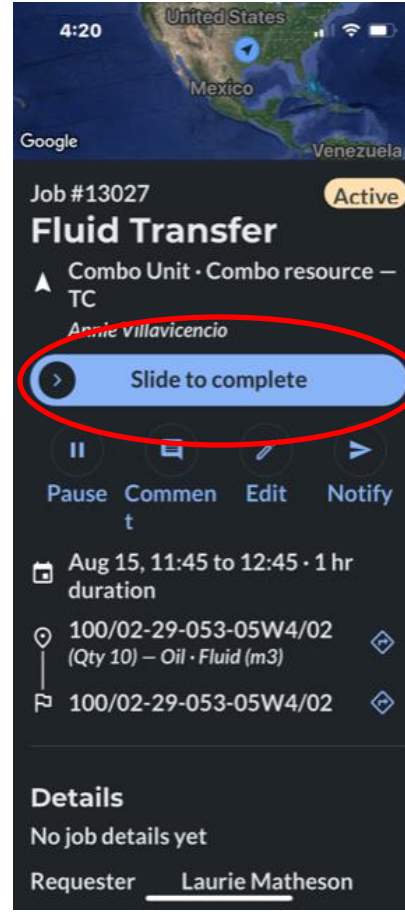 4:20
United States
Mexico
Google
Venezuela
Job #13027
Active
Fluid Transfer
Combo Unit · Combo resource —
TC
Annie Villavicencio
Slide to complete
Pause
Commen
t
Edit
Notify
Aug 15, 11:45 to 12:45 · 1 hr
duration
100/02-29-053-05W4/02
(Qty 10) — Oil · Fluid (m3)
100/02-29-053-05W4/02
Details
No job details yet
Requester
Laurie Matheson